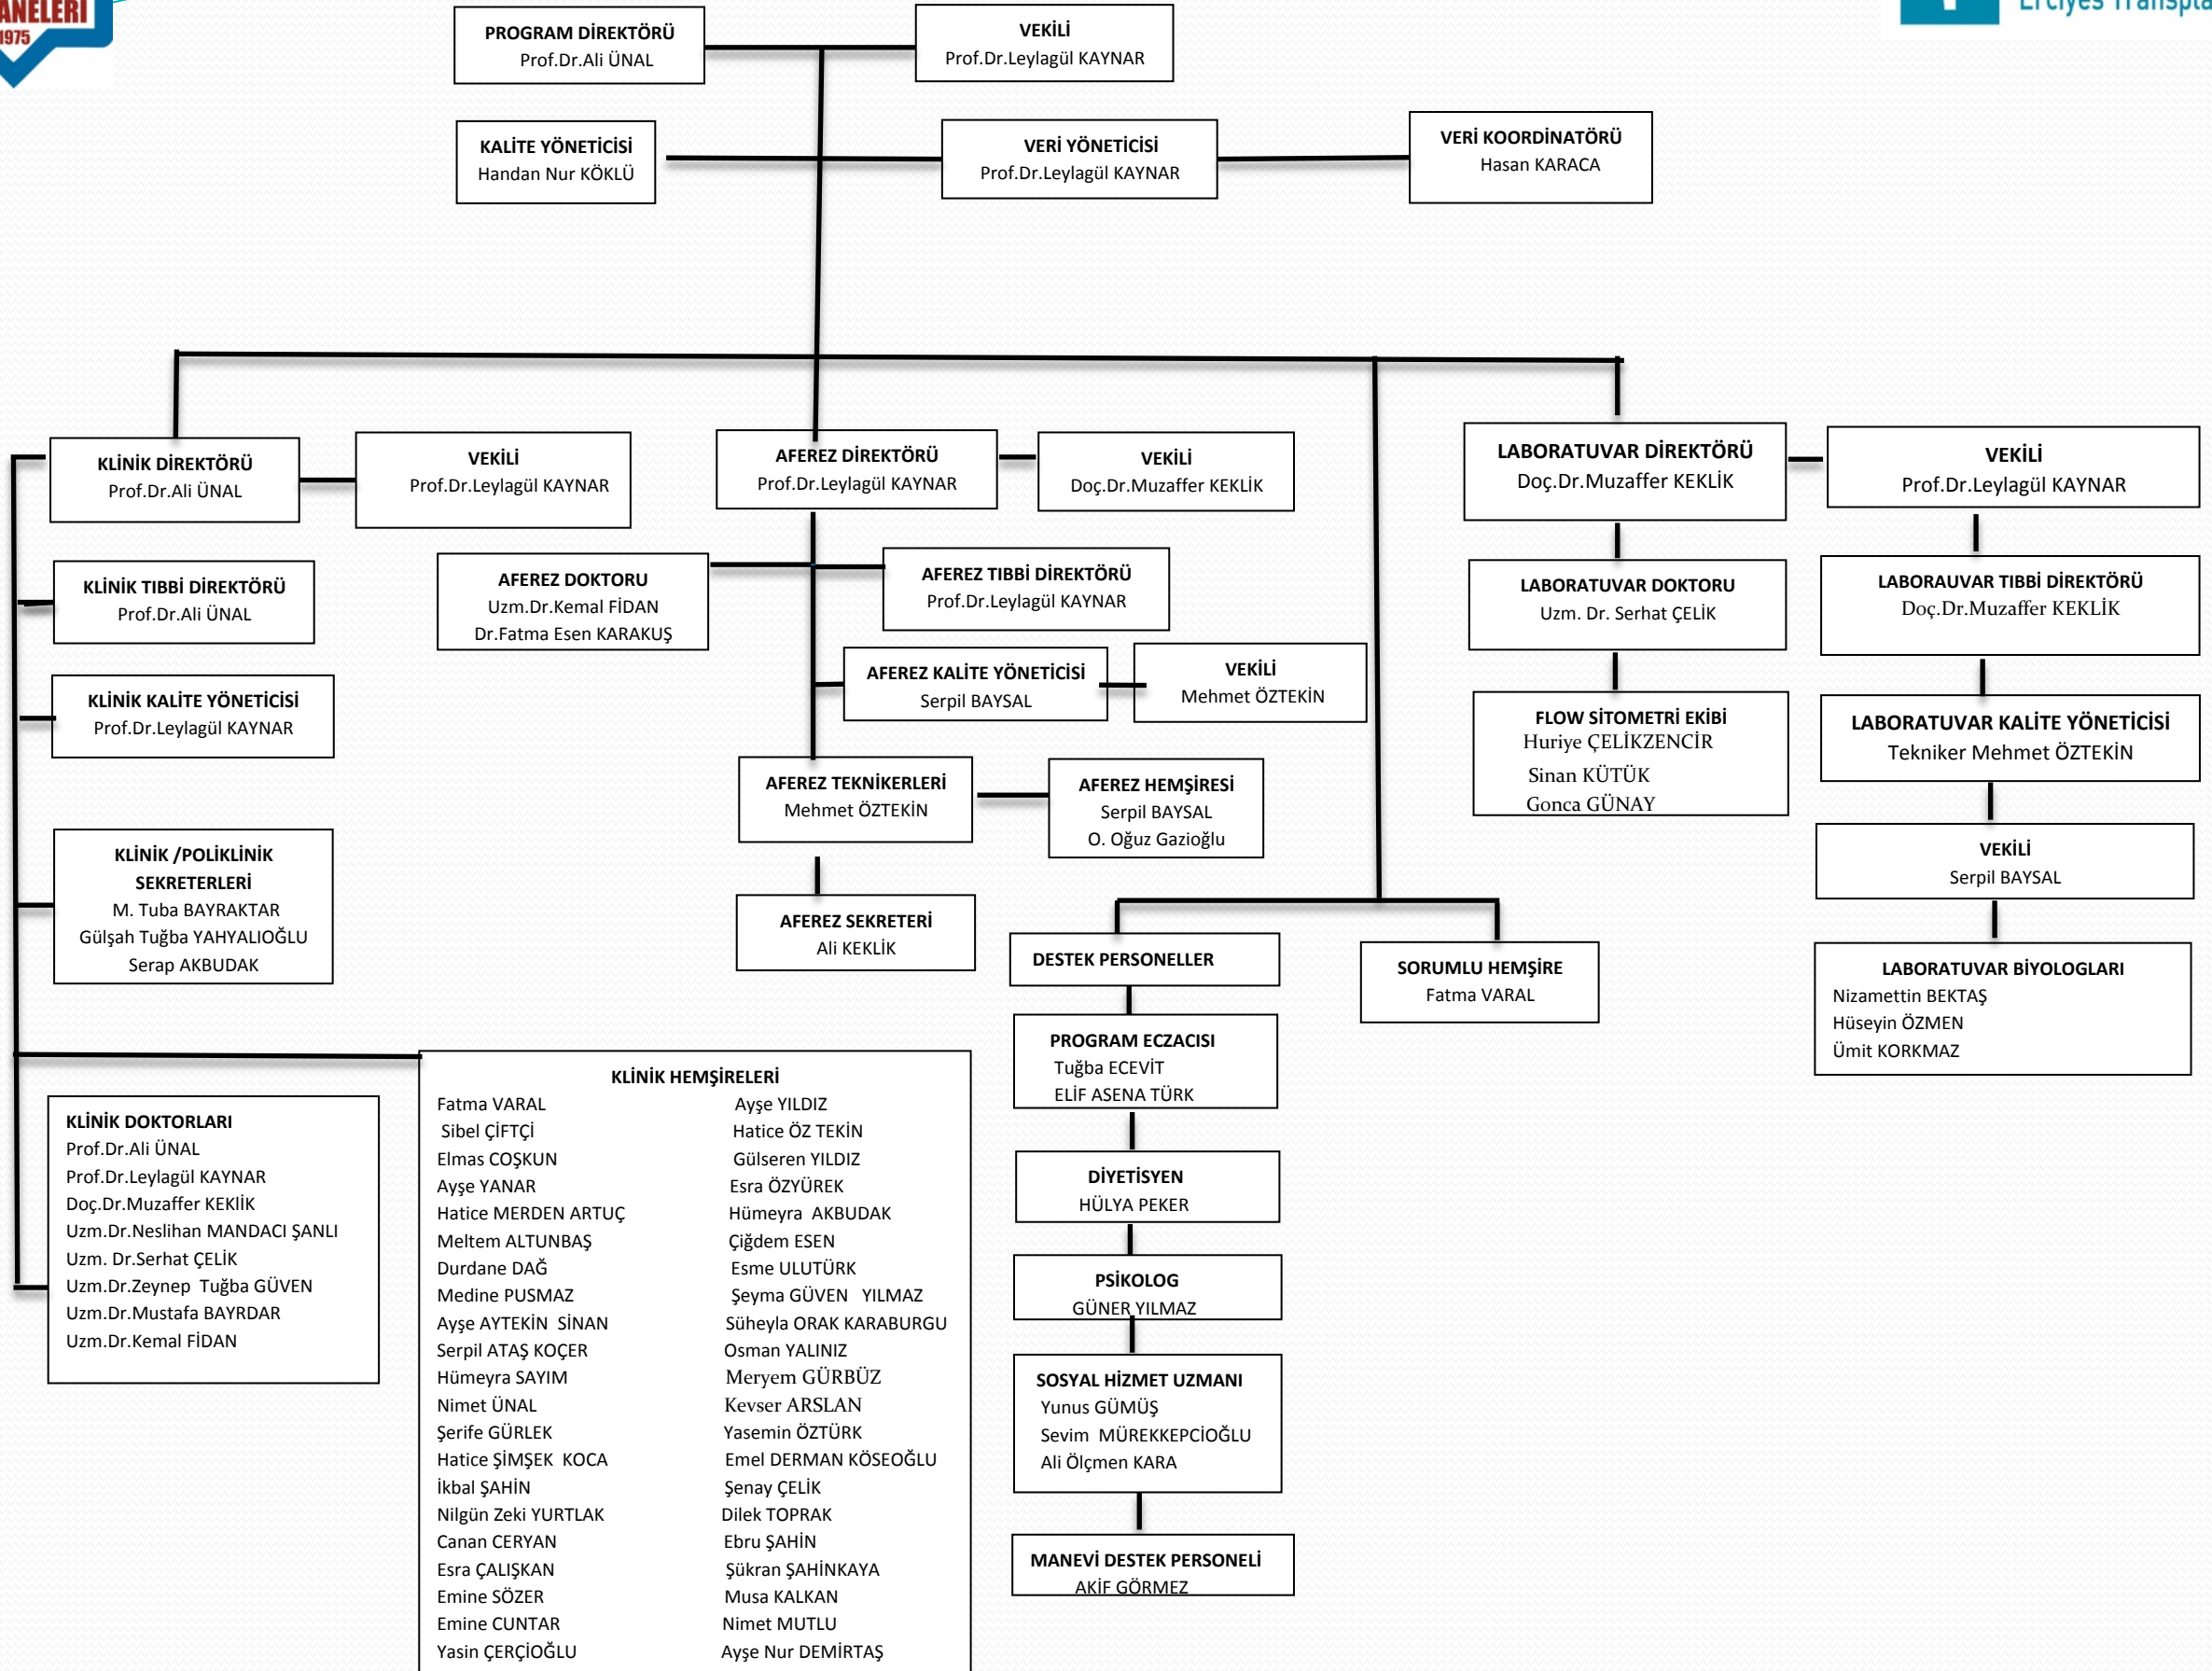 1975
PROGRAM DİREKTÖRÜ
Prof.Dr.Ali ÜNAL
VEKİLİ
Prof.Dr.Leylagül KAYNAR
KALİTE YÖNETİCİSİ
Handan Nur KÖKLÜ
VERİ YÖNETİCİSİ
Prof.Dr.Leylagül KAYNAR
VERİ KOORDİNATÖRÜ
Hasan KARACA
KLİNİK DİREKTÖRÜ
Prof.Dr.Ali ÜNAL
VEKİLİ
Prof.Dr.Leylagül KAYNAR
AFEREZ DİREKTÖRÜ
Prof.Dr.Leylagül KAYNAR
VEKİLİ
Doç.Dr.Muzaffer KEKLİK
LABORATUVAR DİREKTÖRÜ
Doç.Dr.Muzaffer KEKLİK
VEKİLİ
Prof.Dr.Leylagül KAYNAR
KLİNİK TIBBİ DİREKTÖRÜ
Prof.Dr.Ali ÜNAL
AFEREZ DOKTORU
Uzm.Dr.Kemal FİDAN
Dr.Fatma Esen KARAKUŞ
AFEREZ TIBBİ DİREKTÖRÜ
Prof.Dr.Leylagül KAYNAR
LABORATUVAR DOKTORU
Uzm. Dr. Serhat ÇELİK
LABORAUVAR TIBBİ DİREKTÖRÜ
Doç.Dr.Muzaffer KEKLİK
KLİNİK KALİTE YÖNETİCİSİ
Prof.Dr.Leylagül KAYNAR
AFEREZ KALİTE YÖNETİCİSİ
Serpil BAYSAL
VEKİLİ
Mehmet ÖZTEKİN
FLOW SİTOMETRİ EKİBİ
Huriye ÇELİKZENCİR
Sinan KÜTÜK
Gonca GÜNAY
LABORATUVAR KALİTE YÖNETİCİSİ
Tekniker Mehmet ÖZTEKİN
AFEREZ TEKNİKERLERİ
Mehmet ÖZTEKİN
AFEREZ HEMŞİRESİ
Serpil BAYSAL
O. Oğuz Gazioğlu
KLİNİK /POLİKLİNİK
SEKRETERLERİ
M. Tuba BAYRAKTAR
Gülşah Tuğba YAHYALIOĞLU
Serap AKBUDAK
VEKİLİ
Serpil BAYSAL
AFEREZ SEKRETERİ
Ali KEKLİK
DESTEK PERSONELLER
SORUMLU HEMŞİRE
Fatma VARAL
LABORATUVAR BİYOLOGLARI
Nizamettin BEKTAŞ
Hüseyin ÖZMEN
Ümit KORKMAZ
PROGRAM ECZACISI
Tuğba ECEVİT
ELİF ASENA TÜRK
DİYETİSYEN
HÜLYA PEKER
PSİKOLOG
GÜNER YILMAZ
SOSYAL HİZMET UZMANI
Yunus GÜMÜŞ
Sevim MÜREKKEPCİOĞLU
Ali Ölçmen KARA
MANEVİ DESTEK PERSONELİ
AKİF GÖRMEZ
KLİNİK DOKTORLARI
Prof.Dr.Ali ÜNAL
Prof.Dr.Leylagül KAYNAR
Doç.Dr.Muzaffer KEKlİK
Uzm.Dr.Neslihan MANDACI ŞANLI
Uzm. Dr.Serhat ÇELİK
Uzm.Dr.Zeynep Tuğba GÜVEN
Uzm.Dr.Mustafa BAYRDAR
Uzm.Dr.Kemal FİDAN
KLİNİK HEMŞİRELERİ
Fatma VARAL Ayşe YILDIZ
Sibel ÇİFTÇİ Hatice ÖZ TEKİN
Elmas COŞKUN Gülseren YILDIZ
Ayşe YANAR Esra ÖZYÜREK
Hatice MERDEN ARTUÇ Hümeyra AKBUDAK
Meltem ALTUNBAŞ Çiğdem ESEN
Durdane DAĞ Esme ULUTÜRK
Medine PUSMAZ Şeyma GÜVEN YILMAZ
Ayşe AYTEKİN SİNAN Süheyla ORAK KARABURGU
Serpil ATAŞ KOÇER Osman YALINIZ
Hümeyra SAYIM Meryem GÜRBÜZ
Nimet ÜNAL Kevser ARSLAN
Şerife GÜRLEK Yasemin ÖZTÜRK
Hatice ŞİMŞEK KOCA Emel DERMAN KÖSEOĞLU
İkbal ŞAHİN Şenay ÇELİK
Nilgün Zeki YURTLAK Dilek TOPRAK
Canan CERYAN Ebru ŞAHİN
Esra ÇALIŞKAN Şükran ŞAHİNKAYA
Emine SÖZER Musa KALKAN
Emine CUNTAR Nimet MUTLU
Yasin ÇERÇİOĞLU Ayşe Nur DEMİRTAŞ